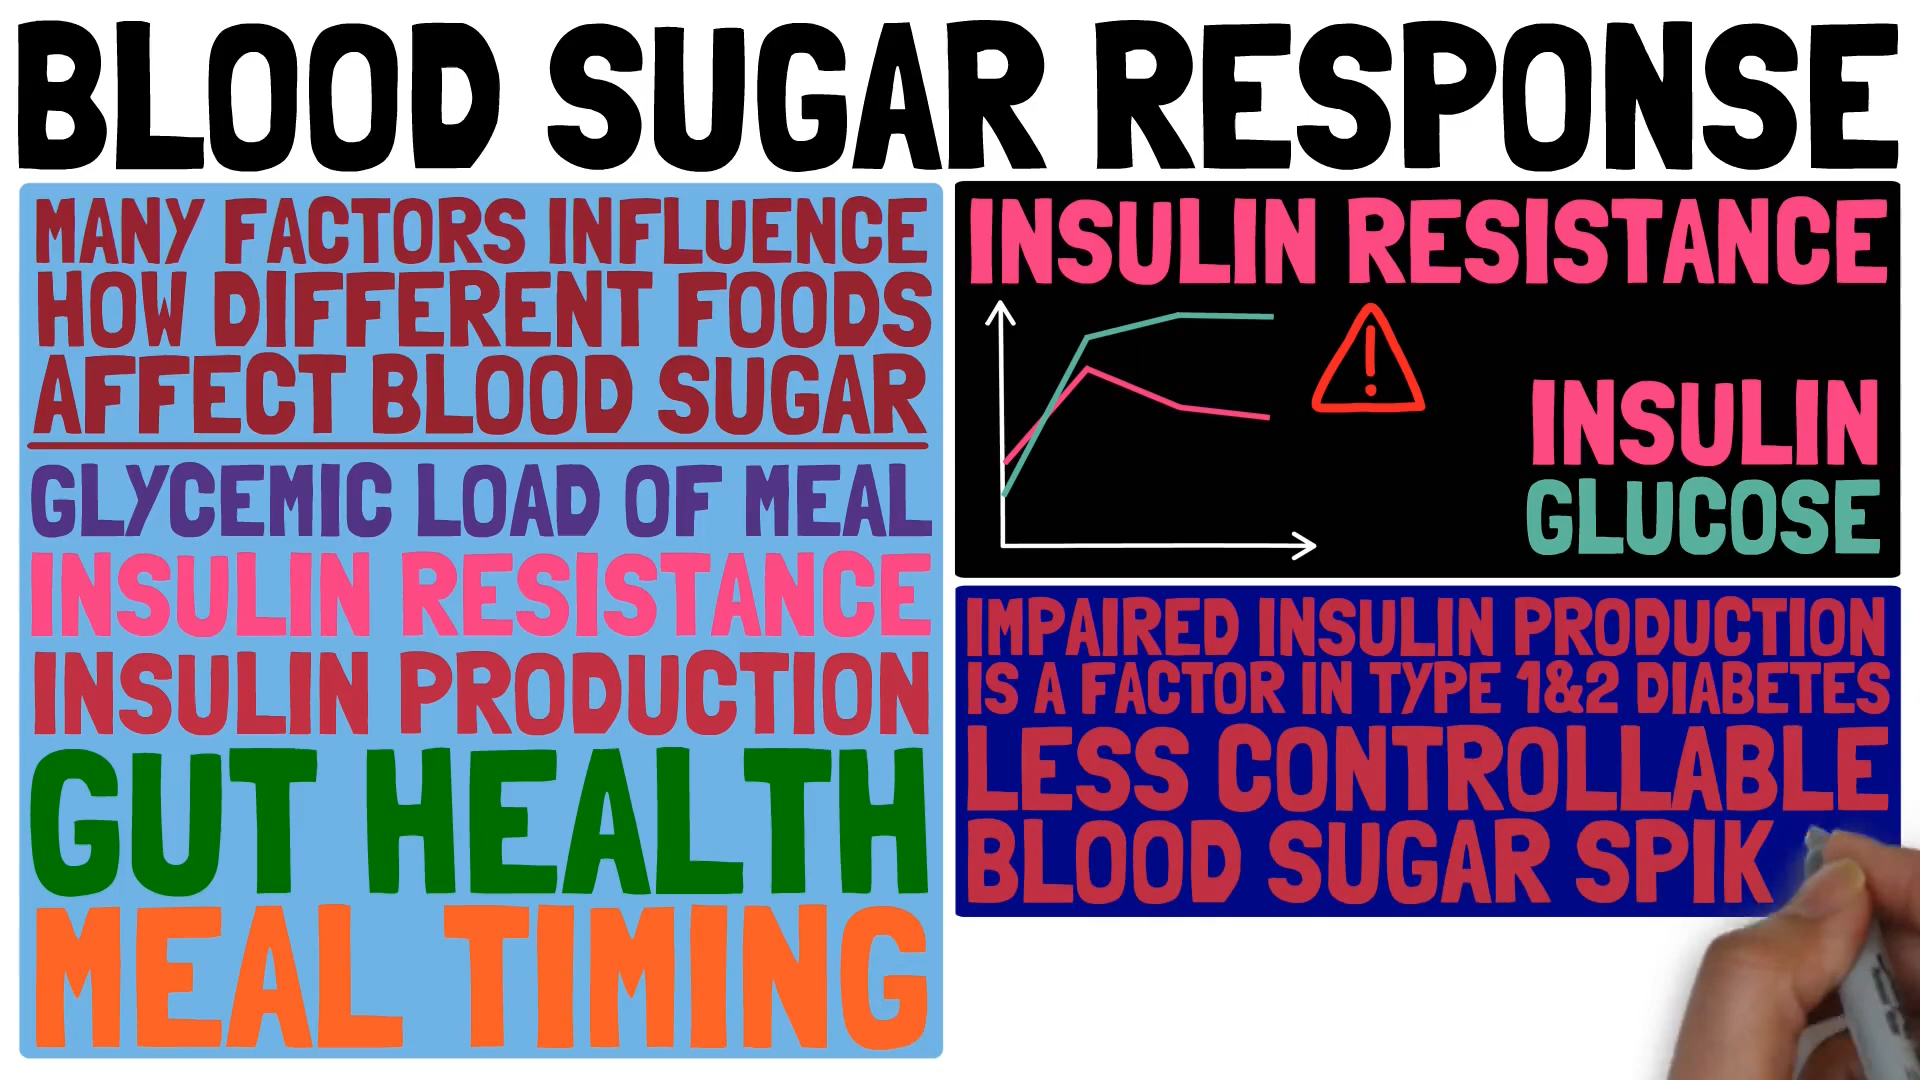 BLOOD SUGAR RESPONSE
MANY FACTORS INFLUENCE
HOW DIFFERENT FOODS
AFFECT BLOOD SUGAR
GLYCEMIC LOAD OF MEAL
INSULIN RESISTANCE
INSULIN PRODUCTION
GUT HEALTH
MEAL TIMING
INSULIN RESISTANCE
!
INSULIN
GLUCOSE
IMPAIRED INSULIN PRODUCTION
IS A FACTOR IN TYPE 1&2 DIABETES
LESS CONTROLLABLE
BLOOD SUGAR SPIK